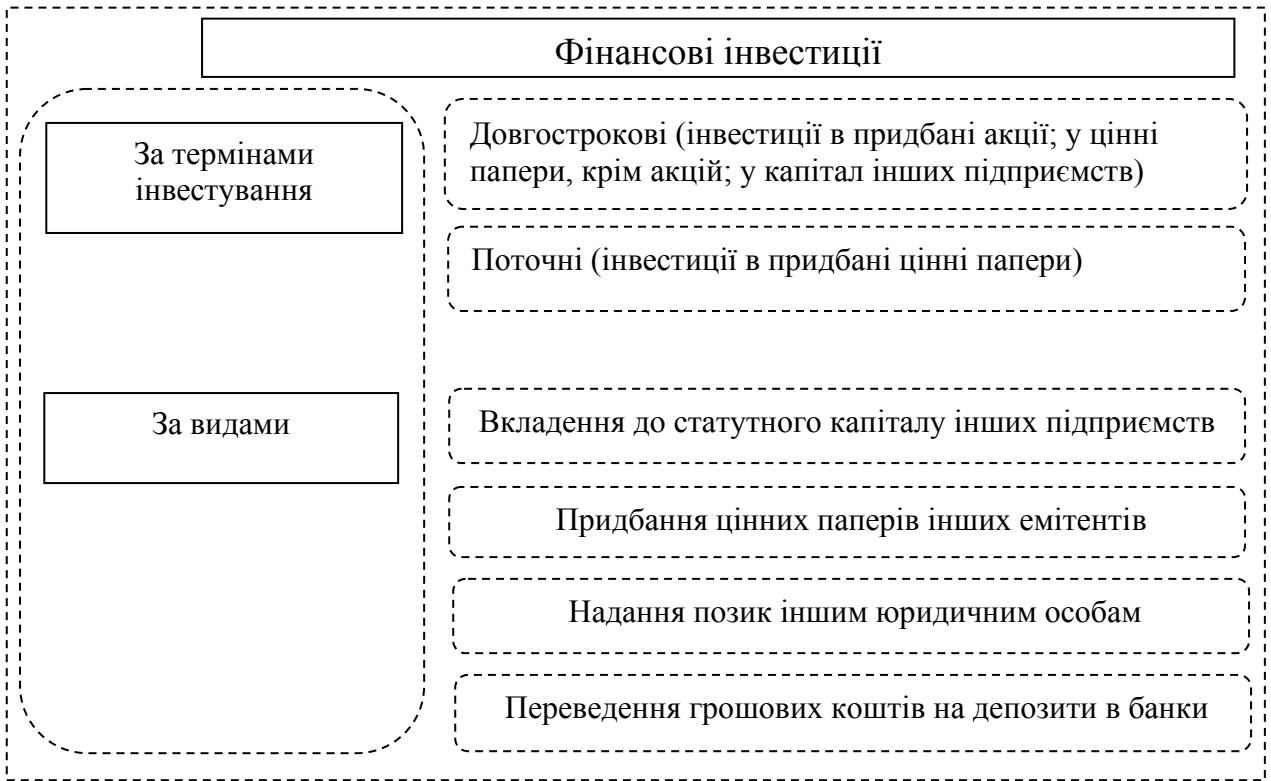 Фінансові інвестиції
За термінами
інвестування
Довгострокові (інвестиції в придбані акції; у цінні
папери, крім акцій; у капітал інших підприємств)
Поточні (інвестиції в придбані цінні папери)
За видами
Вкладення до статутного капіталу інших підприємств
Придбання цінних паперів інших емітентів
Надання позик іншим юридичним особам
Переведення грошових коштів на депозити в банки